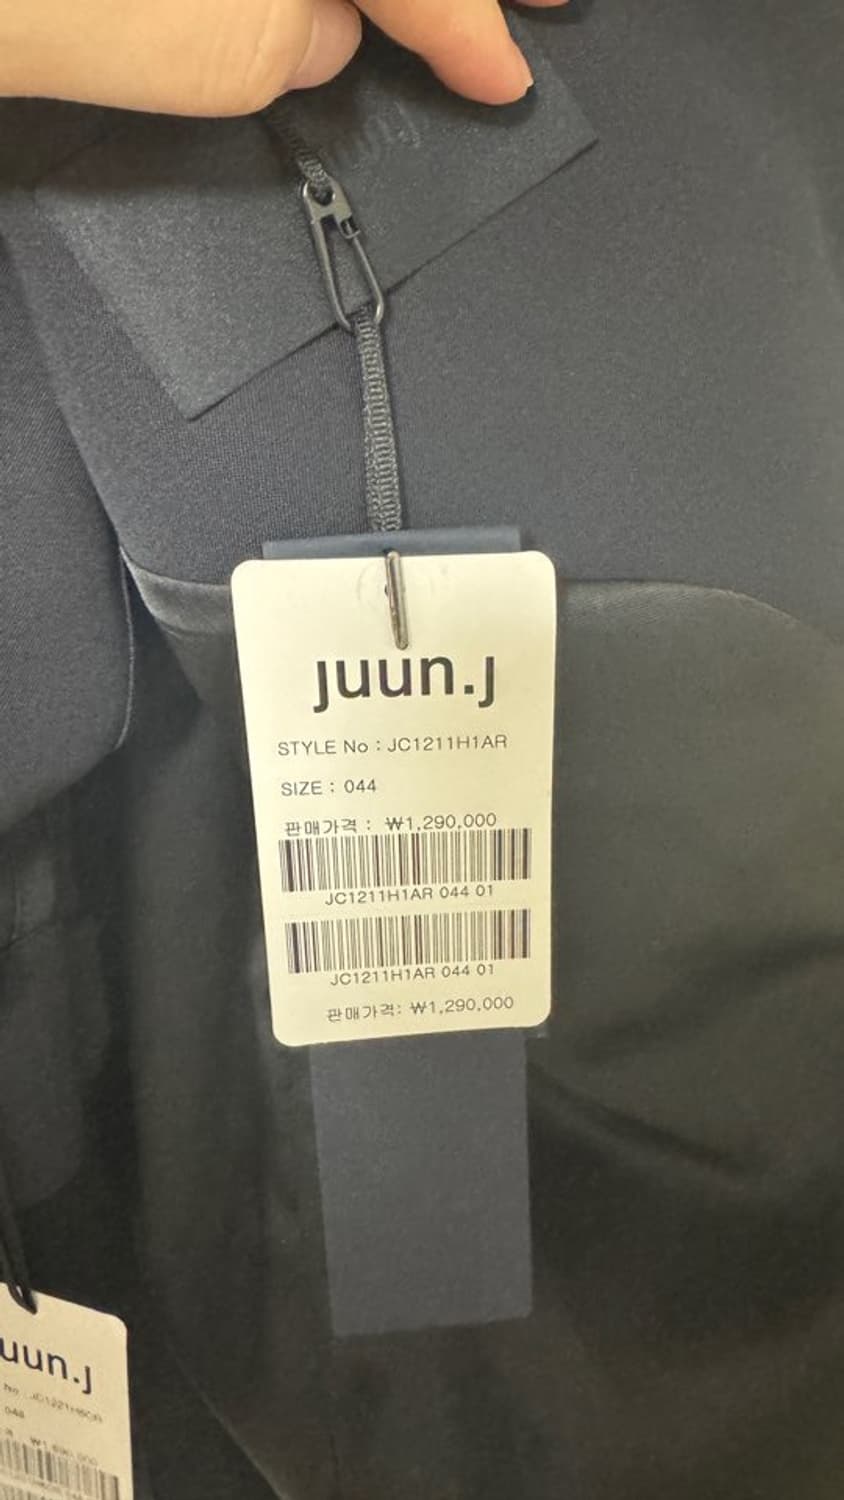 juun.j
STYLE No : JC1211H1AR
SIZE : 044
판매가격 : ₩1,290,000
JC1211H1AR 044 01
JC1211H1AR 044 01
판매가격: ₩1,290,000
uun.j
No